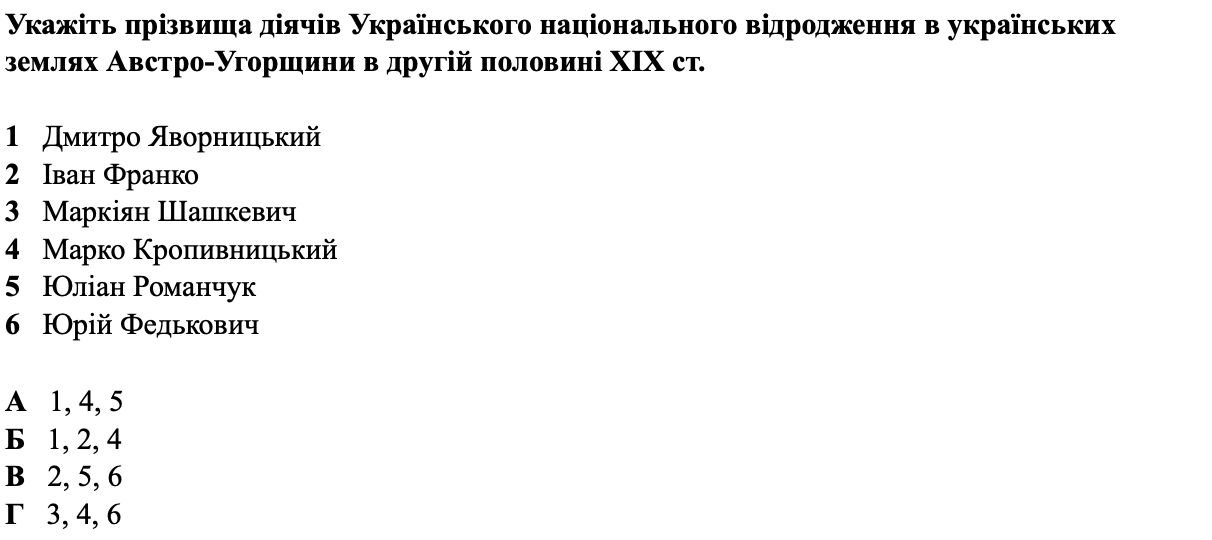 Укажіть прізвища діячів Українського національного відродження в українських
землях Австро-Угорщини в другій половині XIX ст.
1 Дмитро Яворницький
2 Іван Франко
3 Маркіян Шашкевич
4 Марко Кропивницький
5 Юліан Романчук
6 Юрій Федькович
А 1, 4, 5
Б 1, 2, 4
В 2, 5, 6
Г 3, 4, 6